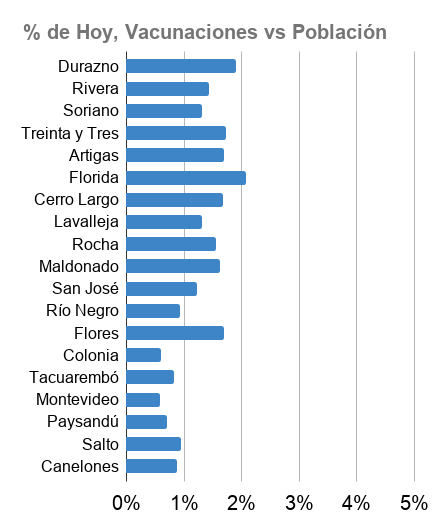 % de Hoy, Vacunaciones vs Población
Durazno
Rivera
Soriano
Treinta y Tres
Artigas
Florida
Cerro Largo
Lavalleja
Rocha
Maldonado
San José
Río Negro
Flores
Colonia
Tacuarembó
Montevideo
Paysandú
Salto
Canelones
0% 1% 2% 3% 4% 5%